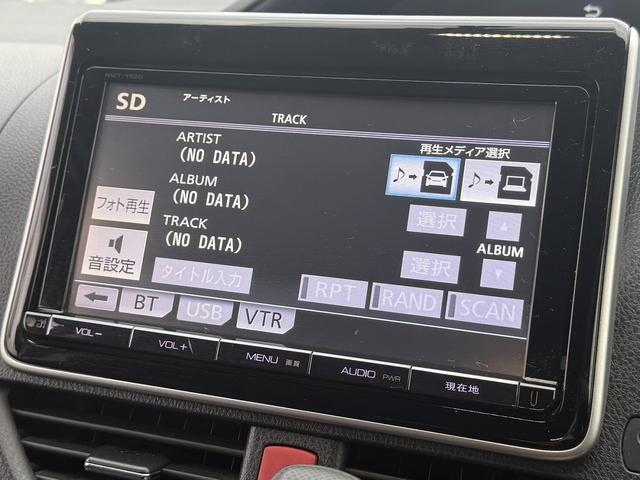 SD
アーティスト
TRACK
ARTIST
(NO DATA)
再生メディア選択
ALBUM
(NO DATA)
フォト再生
TRACK
選択
(NO DATA)
ALBUM
音設定
タイトル入力
選択
RPT
RAND
SCAN
BT
USB
VTR
VOL−
VOL+
MENU 画質
AUDIO PWR
現在地